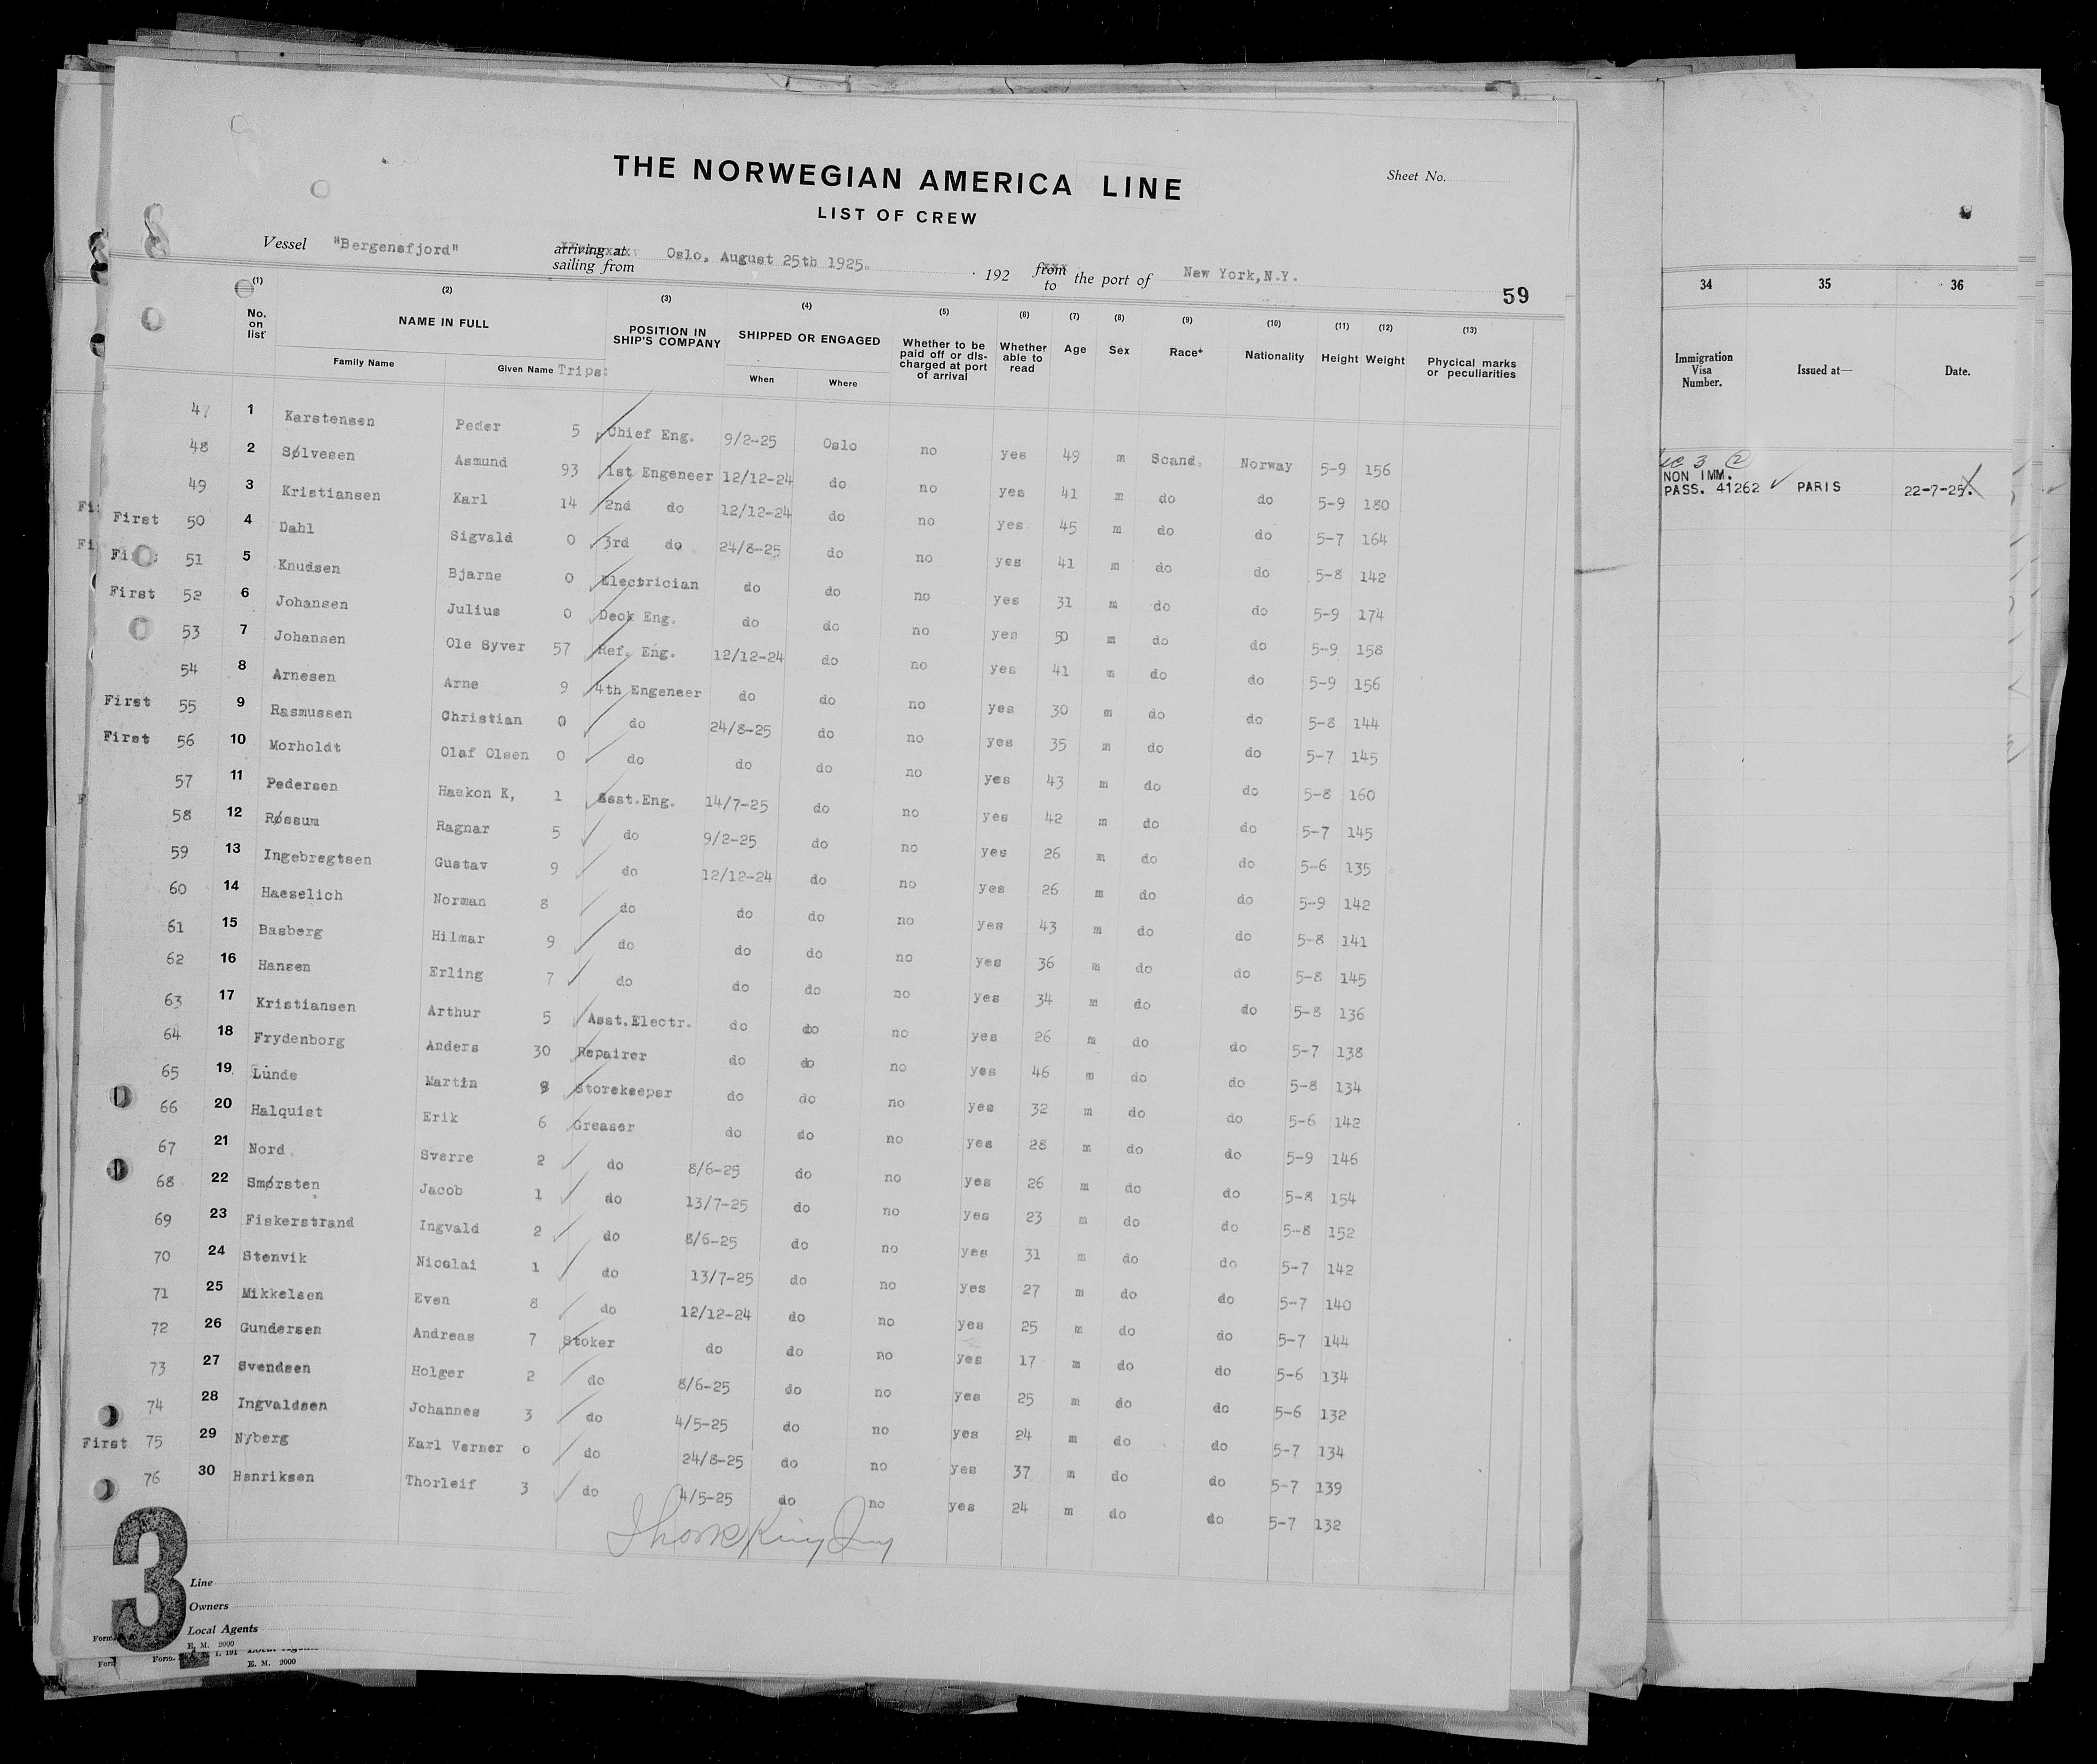 THE NORWEGIAN AMERICA LINE
Sheet No.
LIST OF CREW
Vessel "Bergensfjord" arriving at sailing from Oslo, August 25th 1925. 192 from to the port of New York, N.Y.
59
(1) (2) (3) (4) (5) (6) (7) (8) (9) (10) (11) (12) (13)
No. on list NAME IN FULL POSITION IN SHIP'S COMPANY SHIPPED OR ENGAGED Whether to be paid off or discharged at port of arrival Whether able to read Age Sex Race* Nationality Height Weight Phycical marks or peculiarities
Family Name Given Name Trips: When Where
47 1 Karstensen Peder 5 Chief Eng. 9/2-25 Oslo no yes 49 m Scand. Norway 5-9 156
48 2 Sølvesen Asmund 93 1st Engeneer 12/12-24 do no yes 41 m do do 5-9 180
49 3 Kristiansen Karl 14 2nd do 12/12-24 do no yes 45 m do do 5-7 164
First 50 4 Dahl Sigvald 0 3rd do 24/8-25 do no yes 41 m do do 5-8 142
51 5 Knudsen Bjarne 0 Electrician do do no yes 31 m do do 5-9 174
First 52 6 Johansen Julius 0 Deck Eng. do do no yes 50 m do do 5-9 158
53 7 Johansen Ole Syver 57 Ref. Eng. 12/12-24 do no yes 41 m do do 5-9 156
54 8 Arnesen Arne 9 4th Engeneer do do no yes 30 m do do 5-8 144
First 55 9 Rasmussen Christian 0 do 24/8-25 do no yes 35 m do do 5-7 145
First 56 10 Morholdt Olaf Olsen 0 do do do no yes 43 m do do 5-8 160
57 11 Pedersen Haakon K, 1 Asst.Eng. 14/7-25 do no yes 42 m do do 5-7 145
58 12 Røssum Ragnar 5 do 9/2-25 do no yes 26 m do do 5-6 135
59 13 Ingebregtsen Gustav 9 do 12/12-24 do no yes 26 m do do 5-9 142
60 14 Haeselich Norman 8 do do do no yes 43 m do do 5-8 141
61 15 Basberg Hilmar 9 do do do no yes 36 m do do 5-8 145
62 16 Hansen Erling 7 do do do no yes 34 m do do 5-8 136
63 17 Kristiansen Arthur 5 Asst.Electr. do do no yes 26 m do do 5-7 138
64 18 Frydenborg Anders 30 Repairer do do no yes 46 m do do 5-8 134
65 19 Lunde Martin 9 Storekeeper do do no yes 32 m do do 5-6 142
66 20 Halquist Erik 6 Greaser do do no yes 28 m do do 5-9 146
67 21 Nord Sverre 2 do 8/6-25 do no yes 26 m do do 5-8 154
68 22 Smørsten Jacob 1 do 13/7-25 do no yes 23 m do do 5-8 152
69 23 Fiskerstrand Ingvald 2 do 8/6-25 do no yes 31 m do do 5-7 142
70 24 Stenvik Nicolai 1 do 13/7-25 do no yes 27 m do do 5-7 140
71 25 Mikkelsen Even 8 do 12/12-24 do no yes 25 m do do 5-7 144
72 26 Gundersen Andreas 7 Stoker do do no yes 17 m do do 5-6 134
73 27 Svendsen Holger 2 do 8/6-25 do no yes 25 m do do 5-6 132
74 28 Ingvaldsen Johannes 3 do 4/5-25 do no yes 24 m do do 5-7 134
First 75 29 Nyberg Karl Verner 0 do 24/8-25 do no yes 37 m do do 5-7 139
76 30 Henriksen Thorleif 3 do 4/5-25 do no yes 24 m do do 5-7 132
3
Line
Owners
Local Agents
E. M. 2000
E. M. 2000
34 35 36
Immigration Visa Number. Issued at— Date.
NON IMM.
PASS. 41262 PARIS 22-7-25.